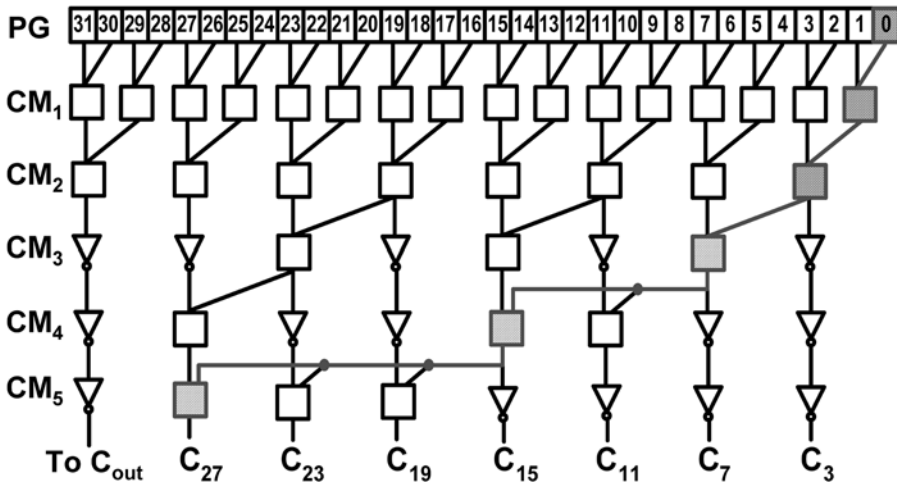 PG 31 30 29 28 27 26 25 24 23 22 21 20 19 18 17 16 15 14 13 12 11 10 9 8 7 6 5 4 3 2 1 0
CM₁
CM₂
CM₃
CM₄
CM₅
To C_out C₂₇ C₂₃ C₁₉ C₁₅ C₁₁ C₇ C₃